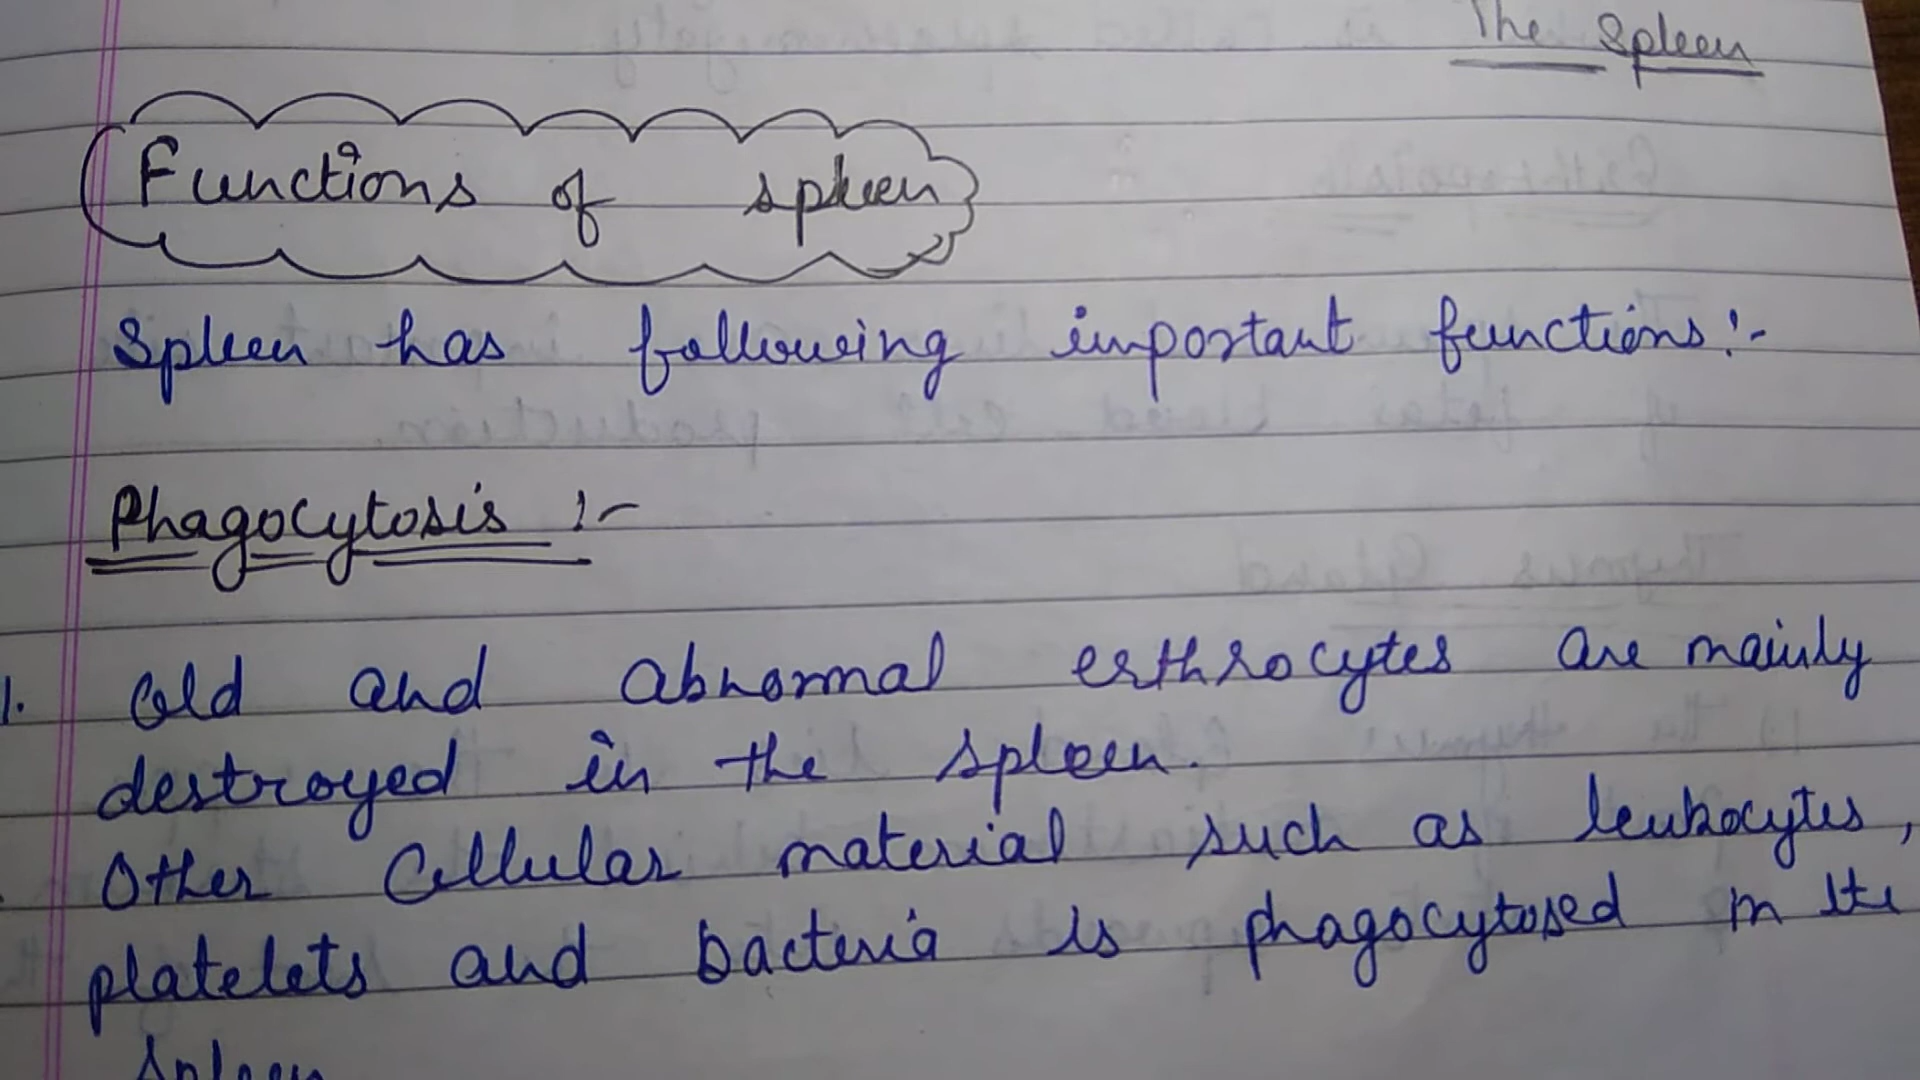 The Spleen
Functions of spleen
Spleen has following important functions:-
Phagocytosis :-
1. Old and abnormal erthrocytes are mainly
destroyed in the spleen.
Other Cellular material such as leukocytes,
platelets and bacteria is phagocytosed in the
spleen